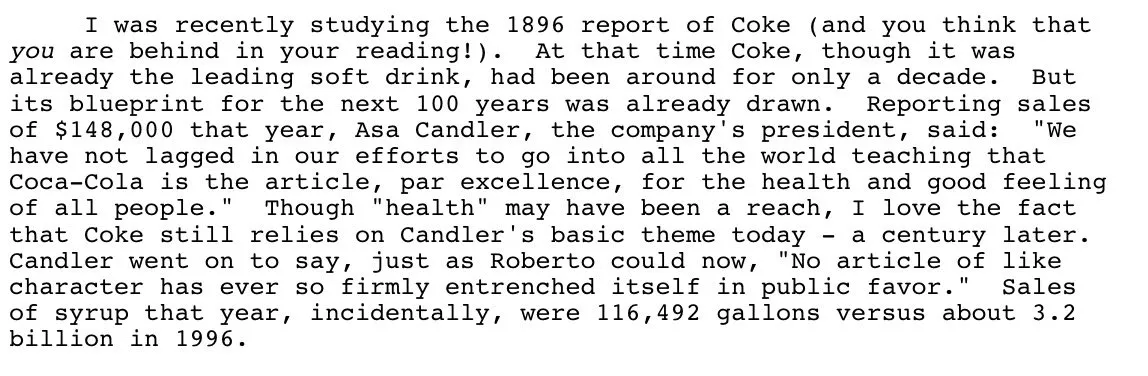 I was recently studying the 1896 report of Coke (and you think that
you are behind in your reading!).  At that time Coke, though it was
already the leading soft drink, had been around for only a decade.  But
its blueprint for the next 100 years was already drawn.  Reporting sales
of $148,000 that year, Asa Candler, the company's president, said:  "We
have not lagged in our efforts to go into all the world teaching that
Coca-Cola is the article, par excellence, for the health and good feeling
of all people."  Though "health" may have been a reach, I love the fact
that Coke still relies on Candler's basic theme today - a century later.
Candler went on to say, just as Roberto could now, "No article of like
character has ever so firmly entrenched itself in public favor."  Sales
of syrup that year, incidentally, were 116,492 gallons versus about 3.2
billion in 1996.